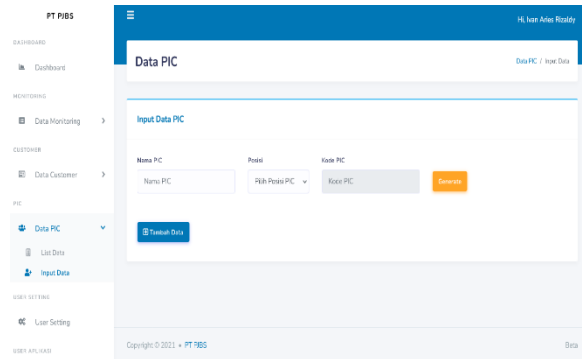 PT PJBS
Hi, Ivan Aries Rizaldy
DASHBOARD
Dashboard
MONITORING
Data Monitoring
CUSTOMER
Data Customer
PIC
Data PIC
List Data
Input Data
USER SETTING
User Setting
USER APLIKASI
Data PIC
Data PIC / Input Data
Input Data PIC
Nama PIC
Posisi
Kode PIC
Nama PIC
Pilih Posisi PIC
Kode PIC
Generate
Tambah Data
Copyright © 2021 • PT PJBS
Beta